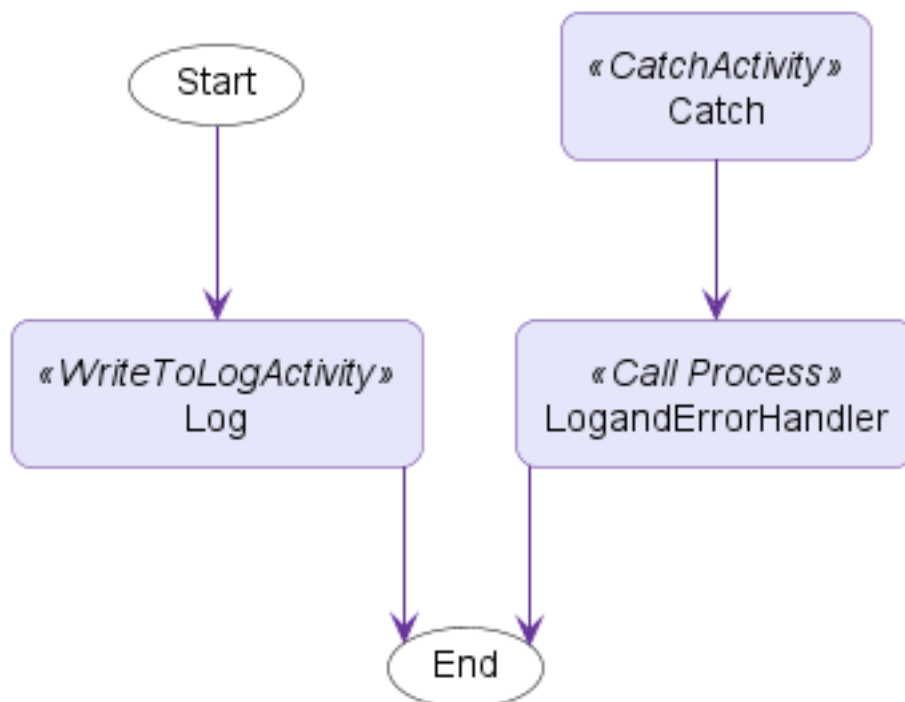 Start
«CatchActivity»
Catch
«WriteToLogActivity»
Log
«Call Process»
LogandErrorHandler
End